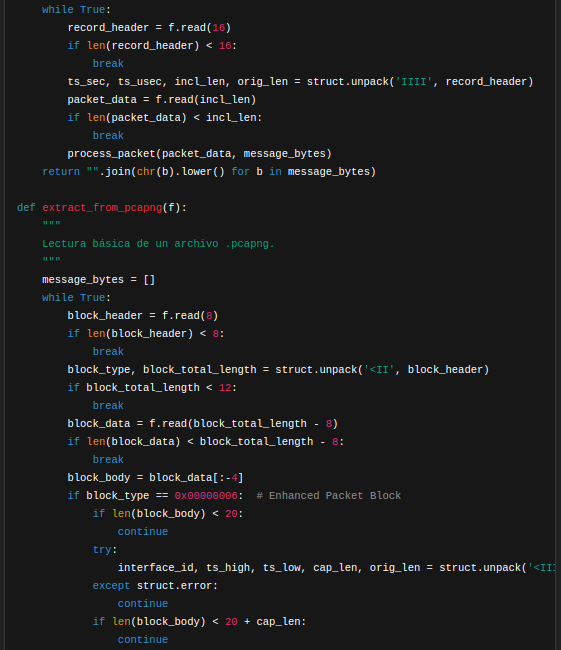 while True:
record_header = f.read(16)
if len(record_header) < 16:
break
ts_sec, ts_usec, incl_len, orig_len = struct.unpack('IIII', record_header)
packet_data = f.read(incl_len)
if len(packet_data) < incl_len:
break
process_packet(packet_data, message_bytes)
return "".join(chr(b).lower() for b in message_bytes)
def extract_from_pcapng(f):
"""
Lectura básica de un archivo .pcapng.
"""
message_bytes = []
while True:
block_header = f.read(8)
if len(block_header) < 8:
break
block_type, block_total_length = struct.unpack('<II', block_header)
if block_total_length < 12:
break
block_data = f.read(block_total_length - 8)
if len(block_data) < block_total_length - 8:
break
block_body = block_data[:-4]
if block_type == 0x00000006:  # Enhanced Packet Block
if len(block_body) < 20:
continue
try:
interface_id, ts_high, ts_low, cap_len, orig_len = struct.unpack('<II
except struct.error:
continue
if len(block_body) < 20 + cap_len:
continue